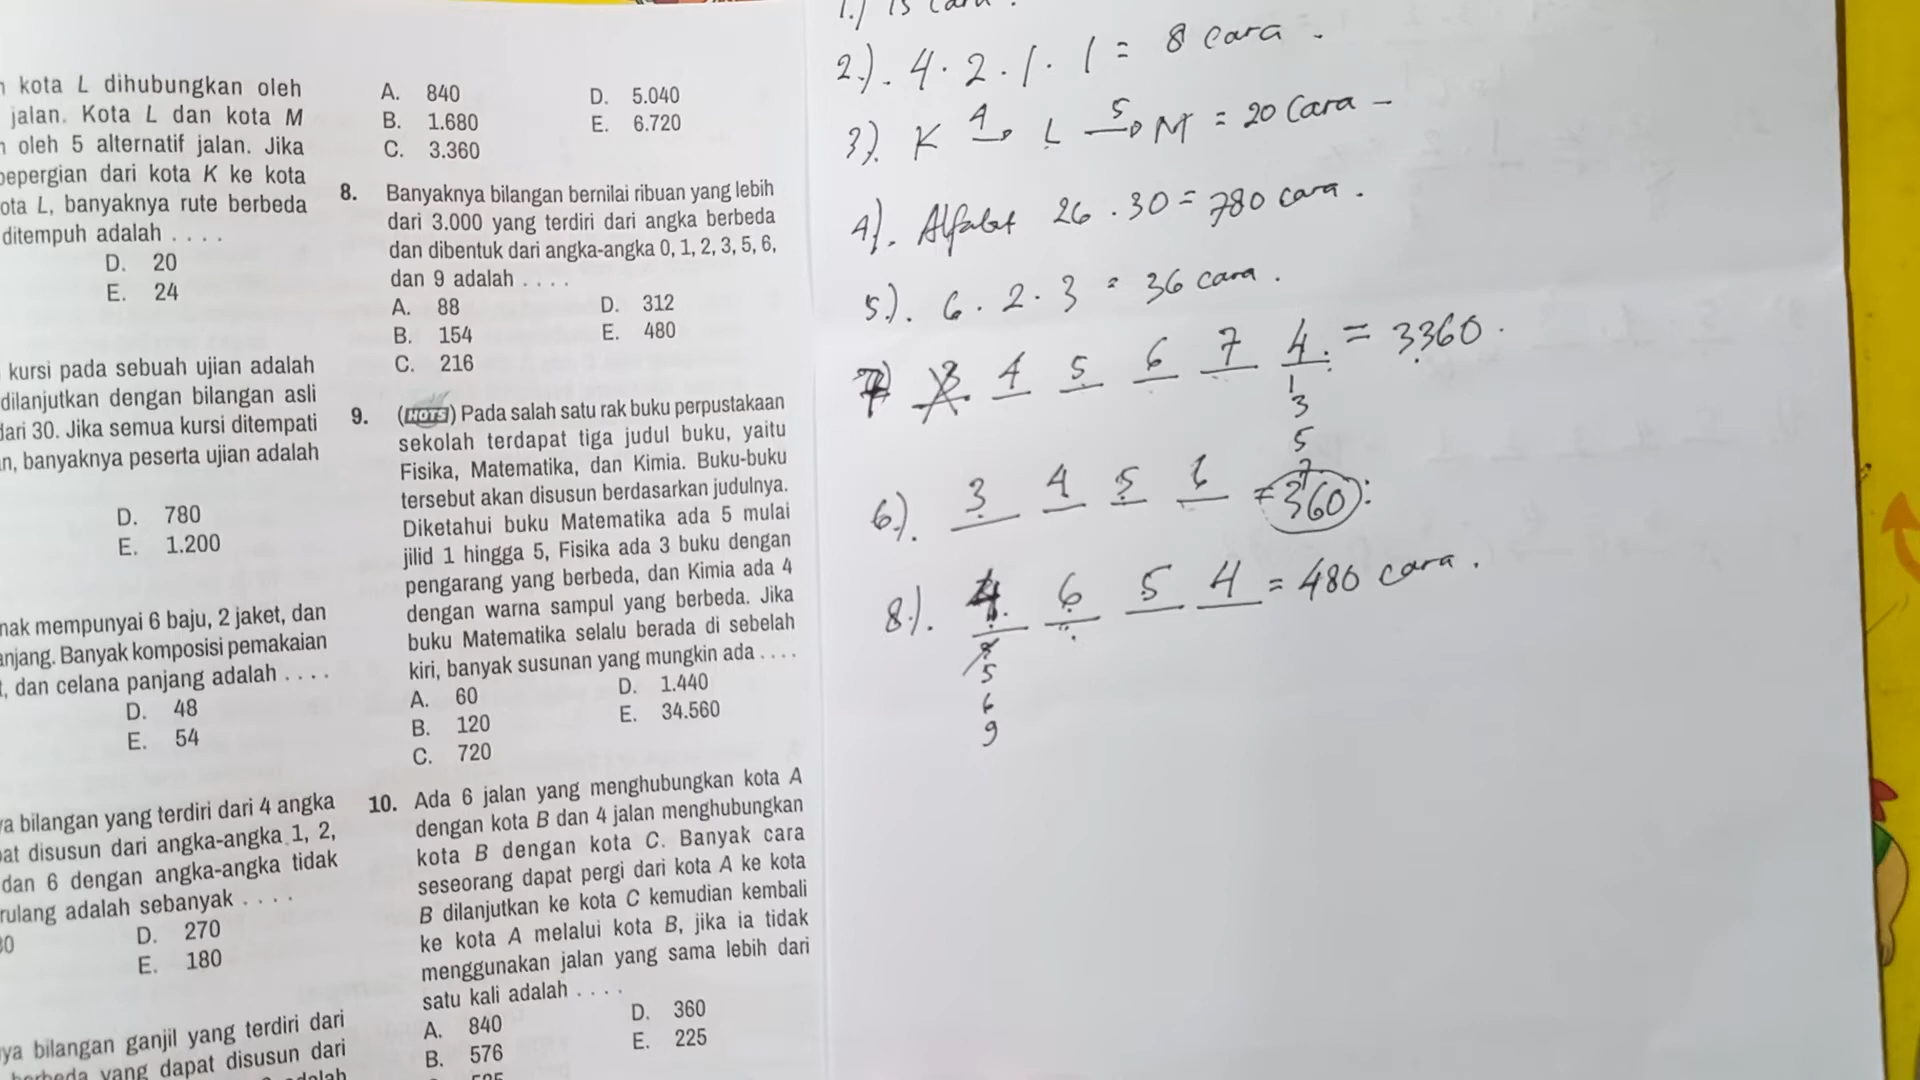 kota L dihubungkan oleh
jalan. Kota L dan kota M
oleh 5 alternatif jalan. Jika
bepergian dari kota K ke kota
ota L, banyaknya rute berbeda
ditempuh adalah . . . .
D. 20
E. 24
kursi pada sebuah ujian adalah
dilanjutkan dengan bilangan asli
dari 30. Jika semua kursi ditempati
n, banyaknya peserta ujian adalah
D. 780
E. 1.200
nak mempunyai 6 baju, 2 jaket, dan
anjang. Banyak komposisi pemakaian
t, dan celana panjang adalah . . . .
D. 48
E. 54
ya bilangan yang terdiri dari 4 angka
pat disusun dari angka-angka 1, 2,
dan 6 dengan angka-angka tidak
rulang adalah sebanyak . . . .
D. 270
E. 180
ya bilangan ganjil yang terdiri dari
berbeda yang dapat disusun dari
adalah
A. 840 D. 5.040
B. 1.680 E. 6.720
C. 3.360
8. Banyaknya bilangan bernilai ribuan yang lebih
dari 3.000 yang terdiri dari angka berbeda
dan dibentuk dari angka-angka 0, 1, 2, 3, 5, 6,
dan 9 adalah . . . .
A. 88 D. 312
B. 154 E. 480
C. 216
9. (HOTS) Pada salah satu rak buku perpustakaan
sekolah terdapat tiga judul buku, yaitu
Fisika, Matematika, dan Kimia. Buku-buku
tersebut akan disusun berdasarkan judulnya.
Diketahui buku Matematika ada 5 mulai
jilid 1 hingga 5, Fisika ada 3 buku dengan
pengarang yang berbeda, dan Kimia ada 4
dengan warna sampul yang berbeda. Jika
buku Matematika selalu berada di sebelah
kiri, banyak susunan yang mungkin ada . . . .
A. 60 D. 1.440
B. 120 E. 34.560
C. 720
10. Ada 6 jalan yang menghubungkan kota A
dengan kota B dan 4 jalan menghubungkan
kota B dengan kota C. Banyak cara
seseorang dapat pergi dari kota A ke kota
B dilanjutkan ke kota C kemudian kembali
ke kota A melalui kota B, jika ia tidak
menggunakan jalan yang sama lebih dari
satu kali adalah . . . .
A. 840 D. 360
B. 576 E. 225
1.) 15 cara.
2.). 4 . 2 . 1 . 1 = 8 cara .
3). K 4→ L 5→ M = 20 Cara -
4). Alfabet 26 . 30 = 780 cara .
5). 6 . 2 . 3 = 36 cara .
7) 4 5 6 7 4 = 3360 .
1
3
5
7
6). 3 4 5 6 = 360
8). 4 6 5 4 = 480 cara .
5
6
9